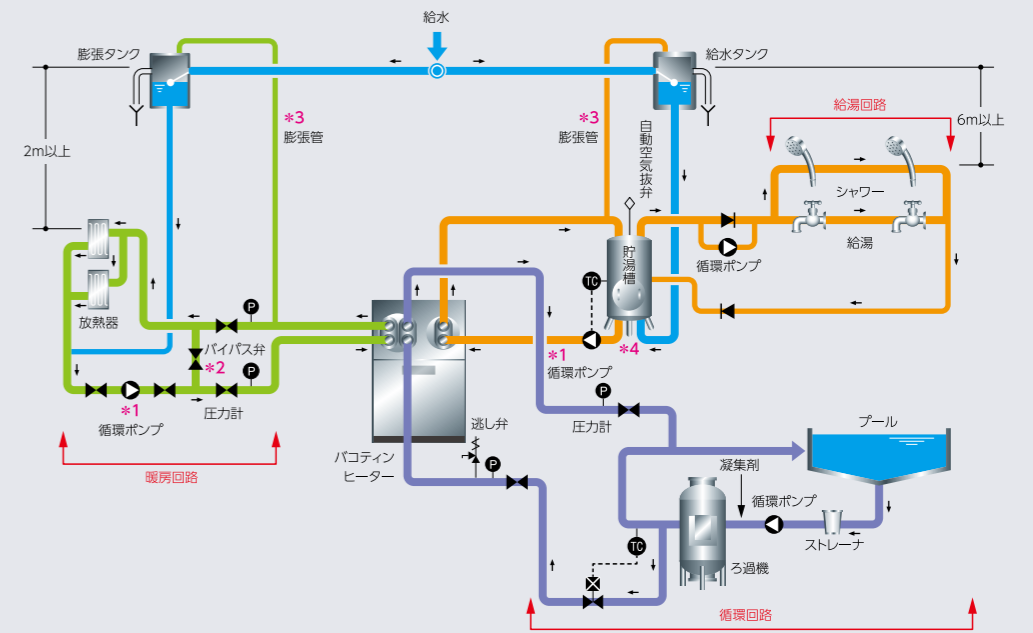 給水
膨張タンク
給水タンク
2m以上
*3
膨張管
*3
膨張管
自動空気抜弁
給湯回路
6m以上
シャワー
給湯
循環ポンプ
貯湯槽
TC
放熱器
P
バイパス弁
*2
P
圧力計
*1
循環ポンプ
暖房回路
*1
循環ポンプ
*4
P
圧力計
バコティン
ヒーター
逃し弁
P
プール
凝集剤
循環ポンプ
ストレーナ
ろ過機
TC
循環回路